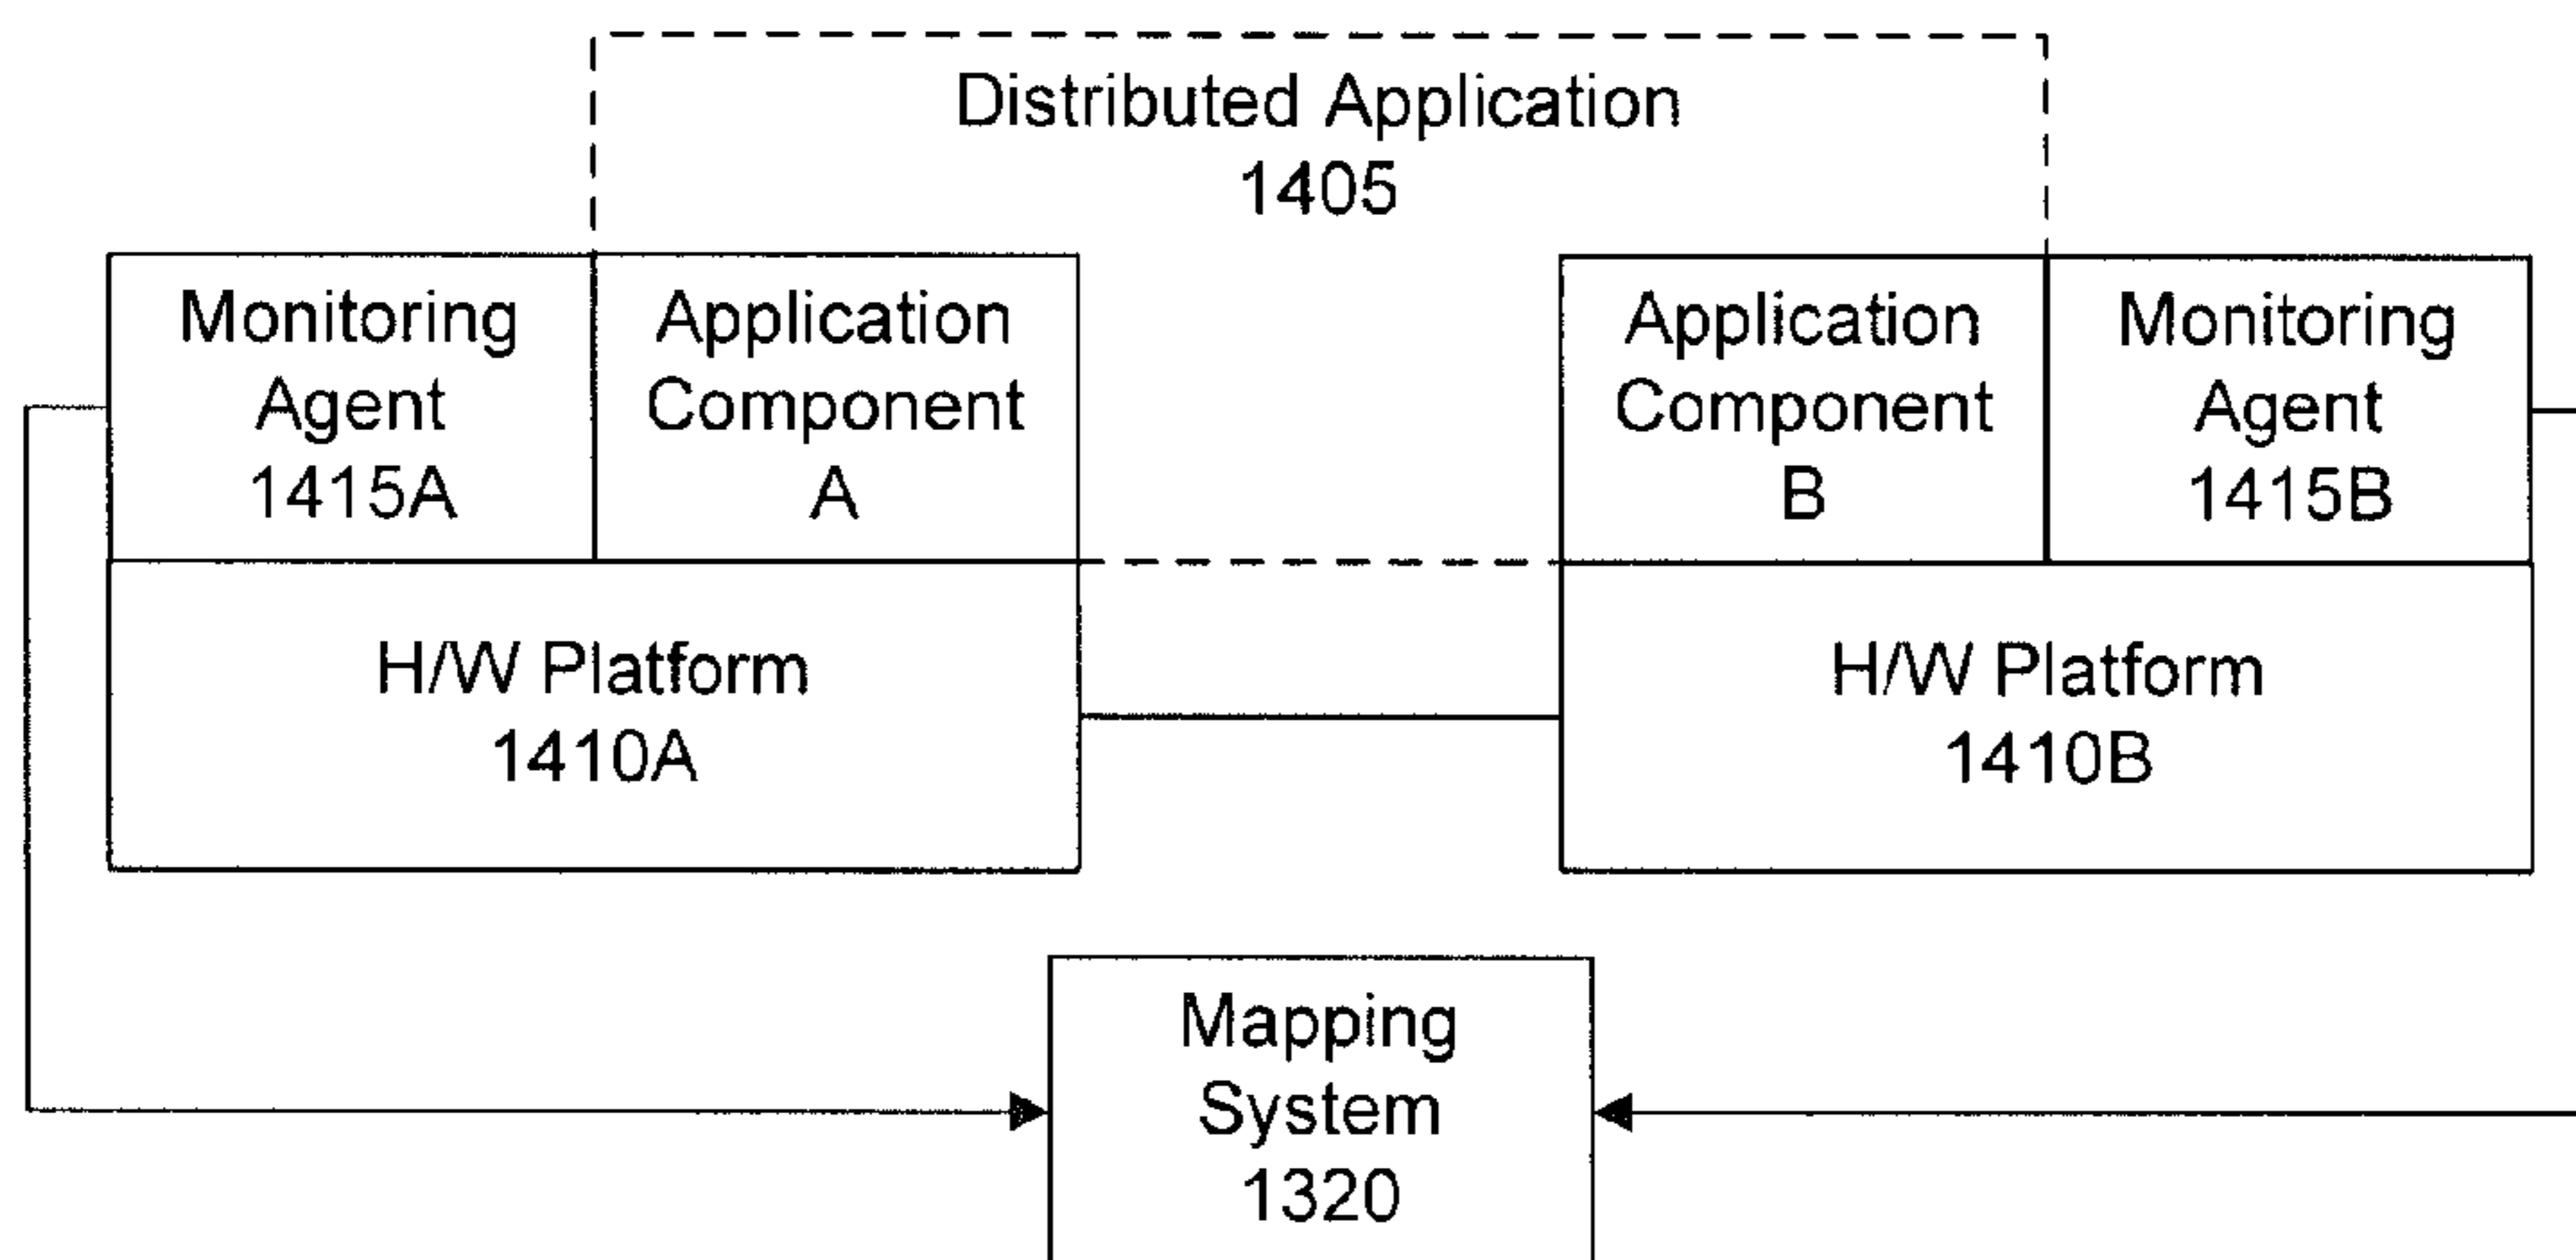 Distributed Application
1405
Monitoring
Agent
1415A
Application
Component
A
Application
Component
B
Monitoring
Agent
1415B
H/W Platform
1410A
H/W Platform
1410B
Mapping
System
1320